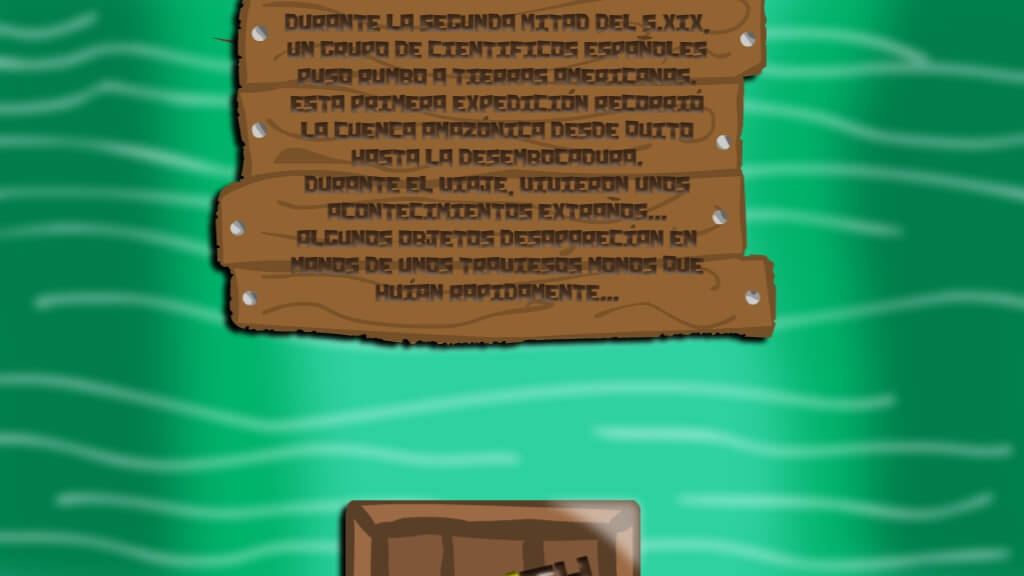 DURANTE LA SEGUNDA MITAD DEL S.XIX,
UN GRUPO DE CIENTIFICOS ESPAÑOLES
PUSO RUMBO A TIERRAS AMERICANAS.
ESTA PRIMERA EXPEDICIÓN RECORRIÓ
LA CUENCA AMAZÓNICA DESDE QUITO
HASTA LA DESEMBOCADURA.
DURANTE EL VIAJE, VIVIERON UNOS
ACONTECIMIENTOS EXTRAÑOS...
ALGUNOS OBJETOS DESAPARECÍAN EN
MANOS DE UNOS TRAVIESOS MONOS QUE
HUÍAN RAPIDAMENTE...